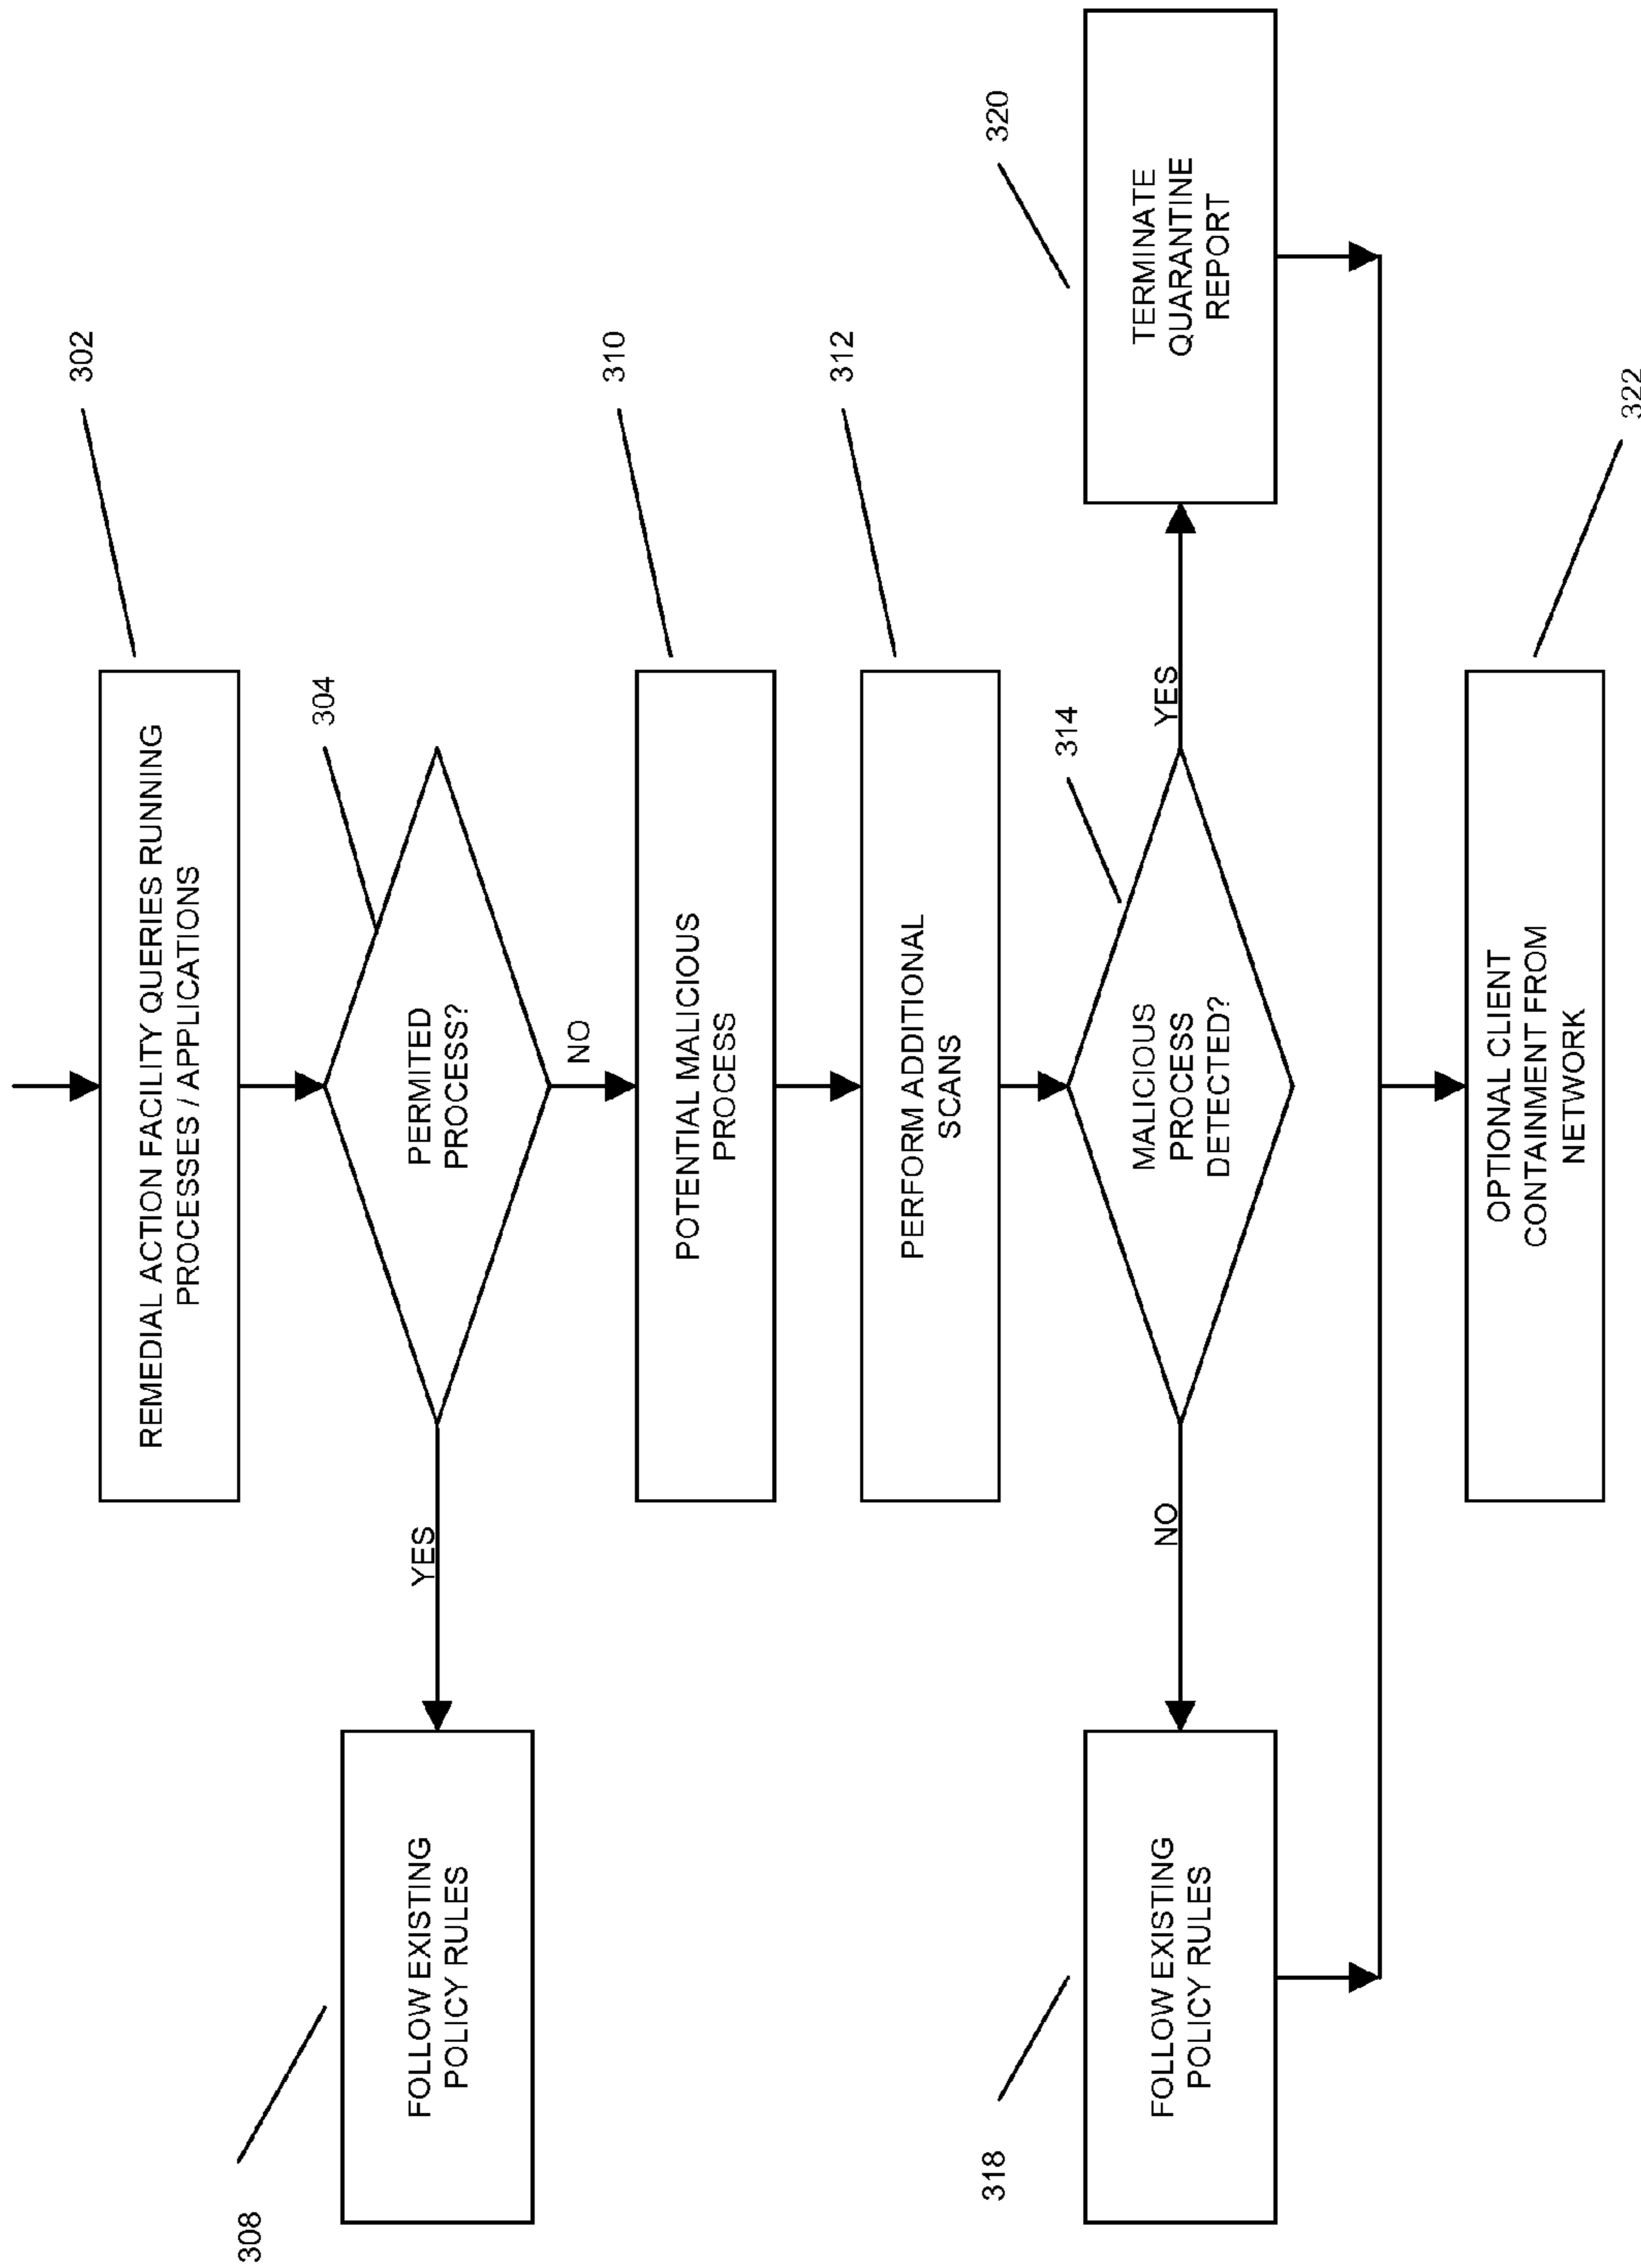 302
REMEDIAL ACTION FACILITY QUERIES RUNNING
PROCESSES / APPLICATIONS
304
PERMITED
PROCESS?
YES
NO
308
FOLLOW EXISTING
POLICY RULES
310
POTENTIAL MALICIOUS
PROCESS
312
PERFORM ADDITIONAL
SCANS
314
MALICIOUS
PROCESS
DETECTED?
NO
YES
318
FOLLOW EXISTING
POLICY RULES
320
TERMINATE
QUARANTINE
REPORT
OPTIONAL CLIENT
CONTAINMENT FROM
NETWORK
322